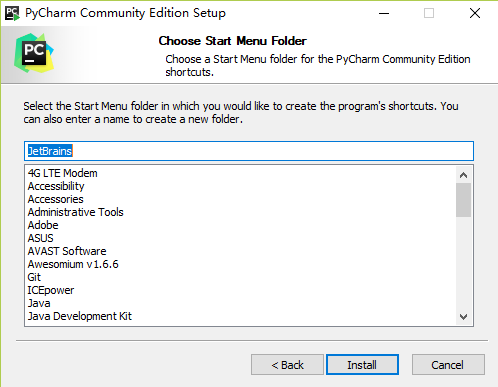 PC PyCharm Community Edition Setup
PC
Choose Start Menu Folder
Choose a Start Menu folder for the PyCharm Community Edition
shortcuts.
Select the Start Menu folder in which you would like to create the program's shortcuts. You
can also enter a name to create a new folder.
JetBrains
4G LTE Modem
Accessibility
Accessories
Administrative Tools
Adobe
ASUS
AVAST Software
Awesomium v1.6.6
Git
ICEpower
Java
Java Development Kit
< Back Install Cancel